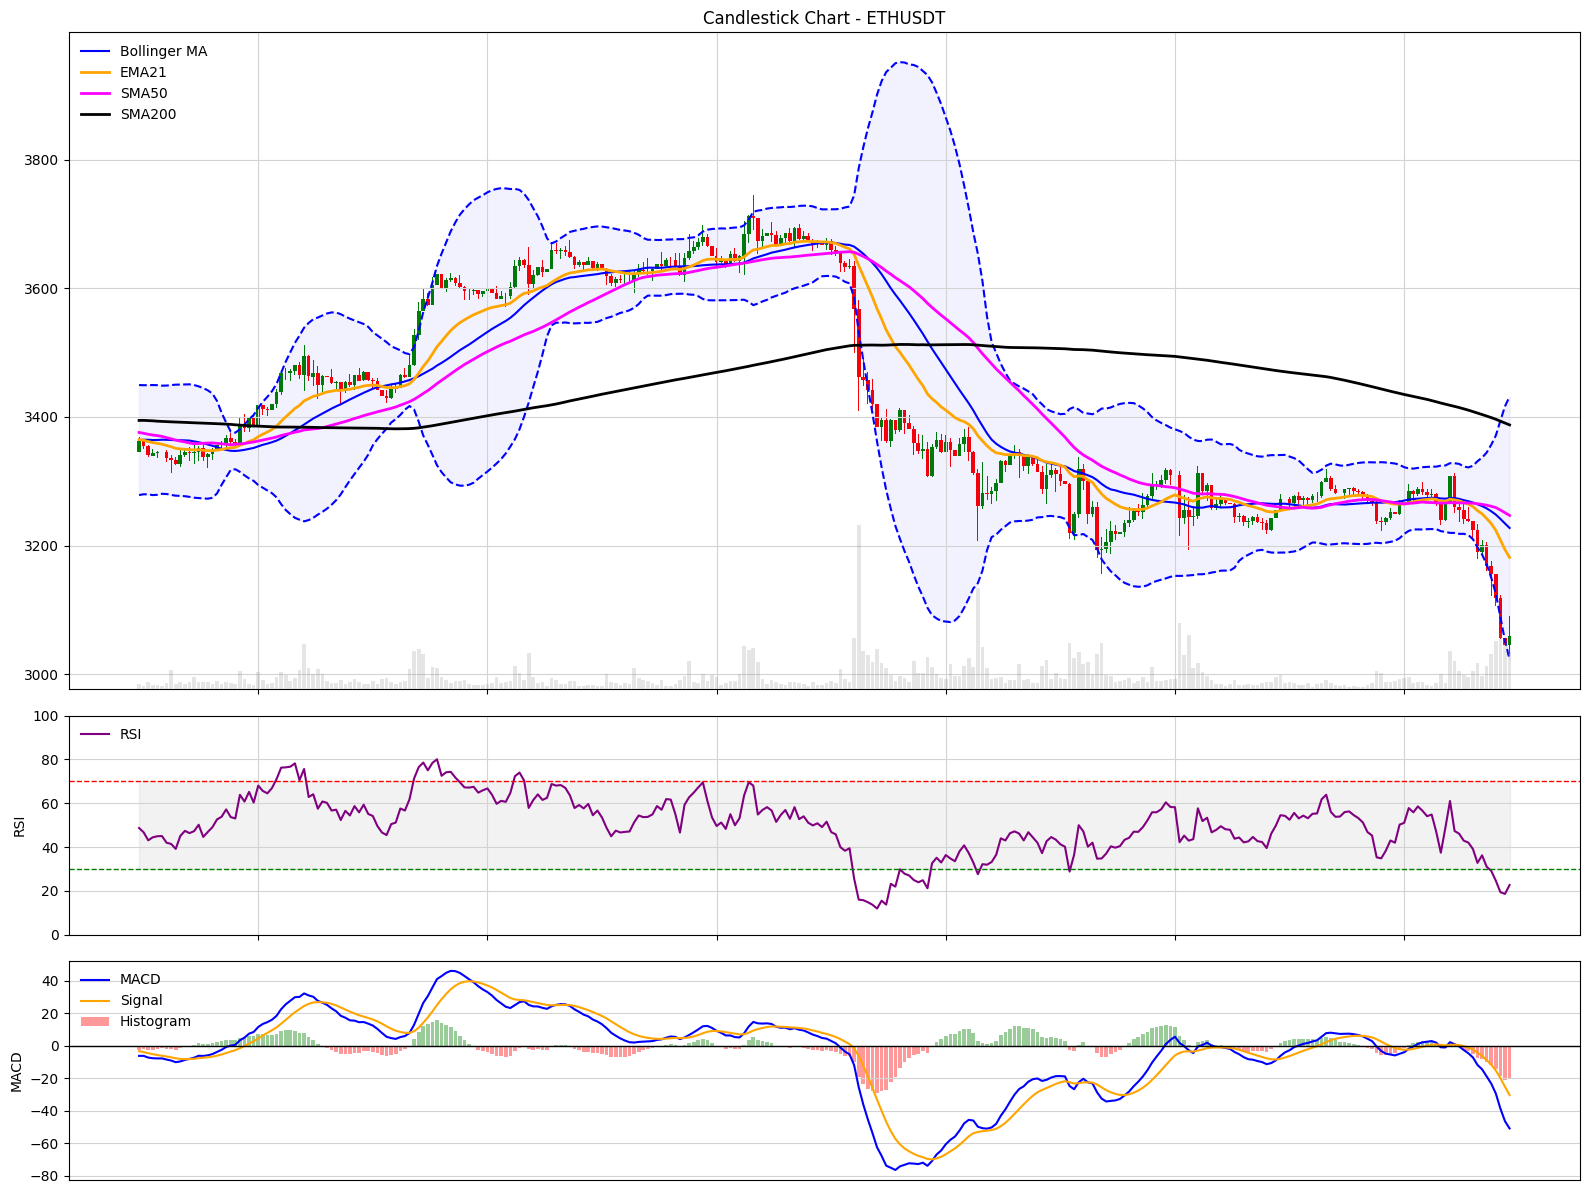 Candlestick Chart - ETHUSDT
Bollinger MA
EMA21
SMA50
SMA200
3800
3600
3400
3200
3000
100
RSI
80
60
RSI
40
20
0
MACD
40
Signal
20
Histogram
0
MACD
−20
−40
−60
−80